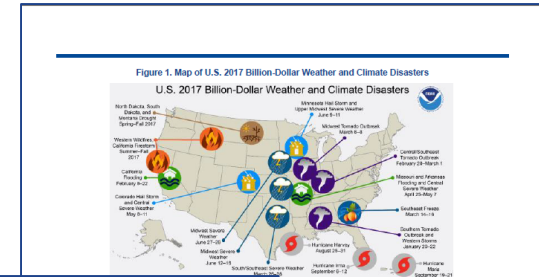 Figure 1. Map of U.S. 2017 Billion-Dollar Weather and Climate Disasters
U.S. 2017 Billion-Dollar Weather and Climate Disasters
North Dakota, South
Dakota, and
Montana Drought
Spring–Fall 2017
Minnesota Hail Storm and
Upper Midwest Severe Weather
June 9–11
Midwest Tornado Outbreak
March 6–8
Western Wildfires,
California Firestorm
Summer–Fall
2017
Central/Southeast
Tornado Outbreak
February 28–March 1
California
Flooding
February 8–22
Missouri and Arkansas
Flooding and Central
Severe Weather
April 25–May 7
Colorado Hail Storm
and Central
Severe Weather
May 8–11
Southeast Freeze
March 14–16
Midwest Severe
Weather
June 27–29
Southern Tornado
Outbreak and
Western Storms
January 20–22
Midwest Severe
Weather
June 12–16
Hurricane Harvey
August 25–31
South/Southeast Severe Weather
March 26–28
Hurricane Irma
September 6–12
Hurricane
Maria
September 19–21